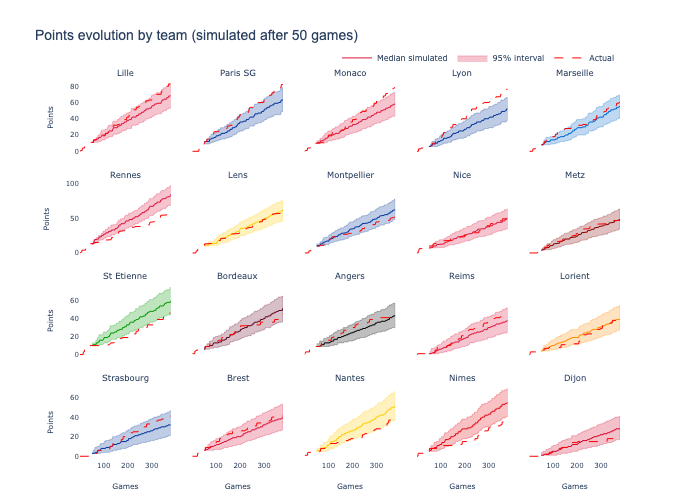 Points evolution by team (simulated after 50 games)
Median simulated 95% interval Actual
Lille Paris SG Monaco Lyon Marseille
80
60
40
20
0
Points
Rennes Lens Montpellier Nice Metz
100
50
0
Points
St Etienne Bordeaux Angers Reims Lorient
60
40
20
0
Points
Strasbourg Brest Nantes Nimes Dijon
60
40
20
0
Points
100 200 300 100 200 300 100 200 300 100 200 300 100 200 300
Games Games Games Games Games